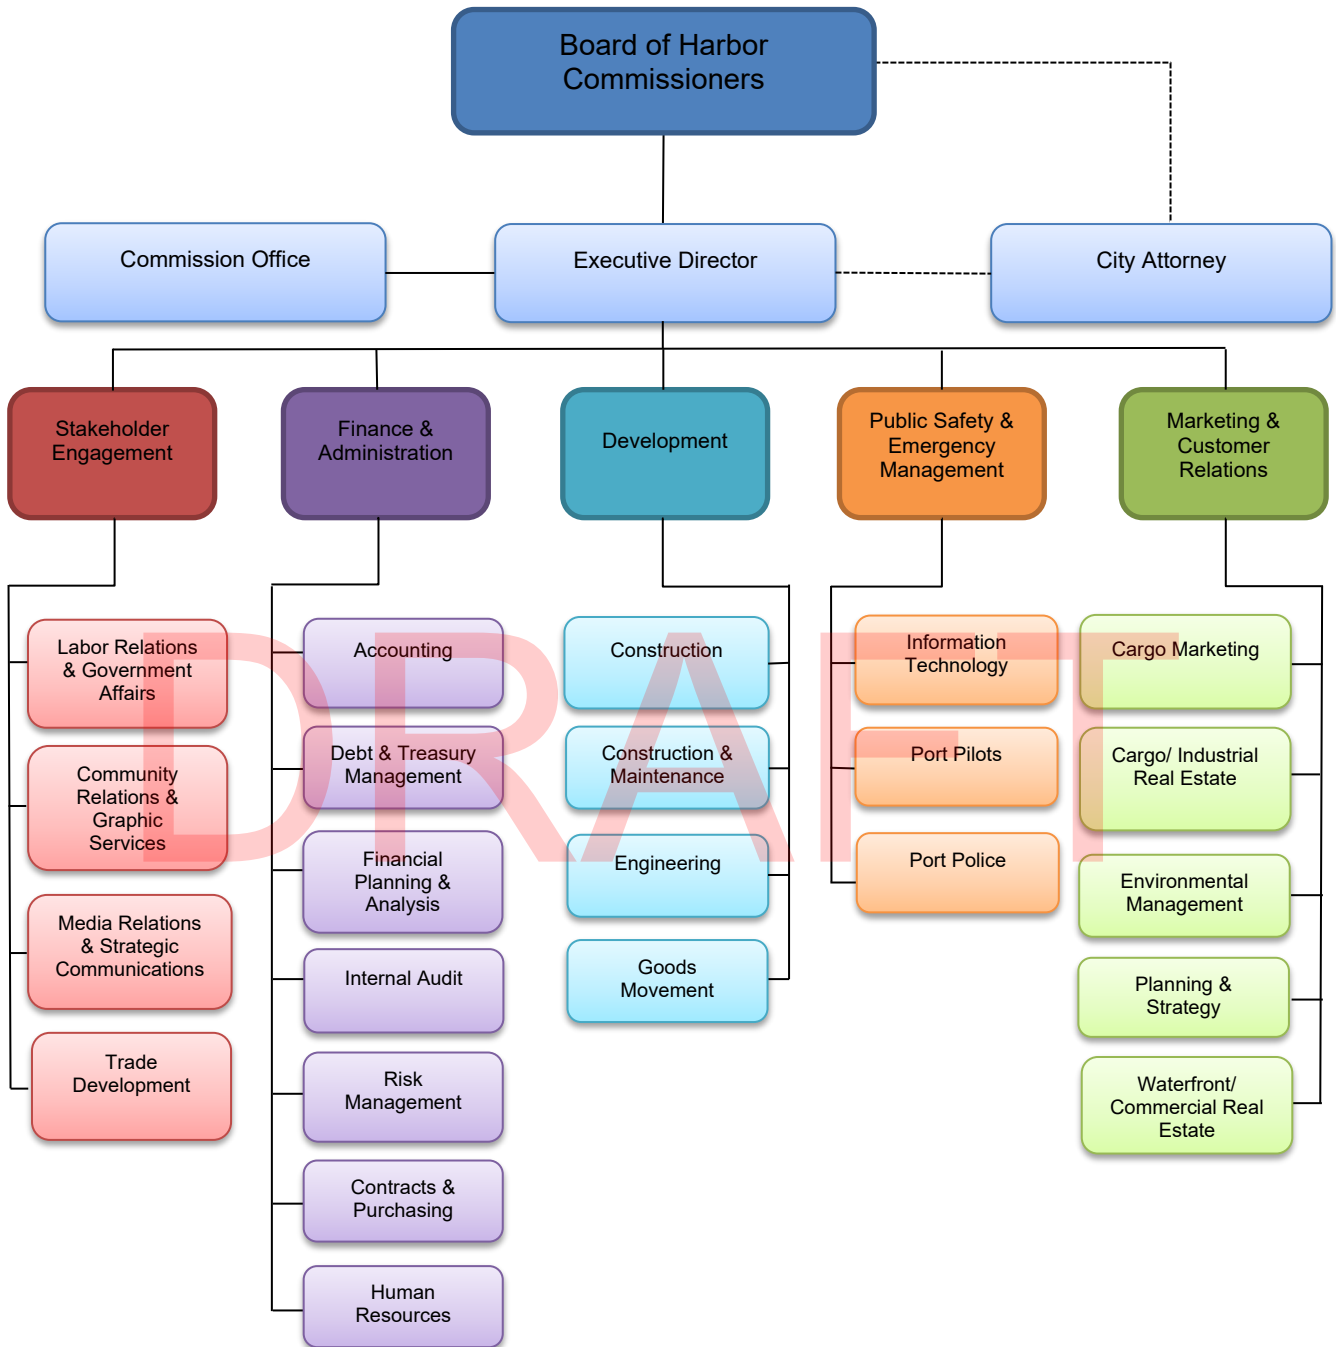 Board of Harbor
Commissioners
Commission Office
Executive Director
City Attorney
Stakeholder
Engagement
Finance &
Administration
Development
Public Safety &
Emergency
Management
Marketing &
Customer
Relations
Labor Relations
& Government
Affairs
Community
Relations &
Graphic
Services
Media Relations
& Strategic
Communications
Trade
Development
Accounting
Debt & Treasury
Management
Financial
Planning &
Analysis
Internal Audit
Risk
Management
Contracts &
Purchasing
Human
Resources
Construction
Construction &
Maintenance
Engineering
Goods
Movement
Information
Technology
Port Pilots
Port Police
Cargo Marketing
Cargo/ Industrial
Real Estate
Environmental
Management
Planning &
Strategy
Waterfront/
Commercial Real
Estate
DRAFT